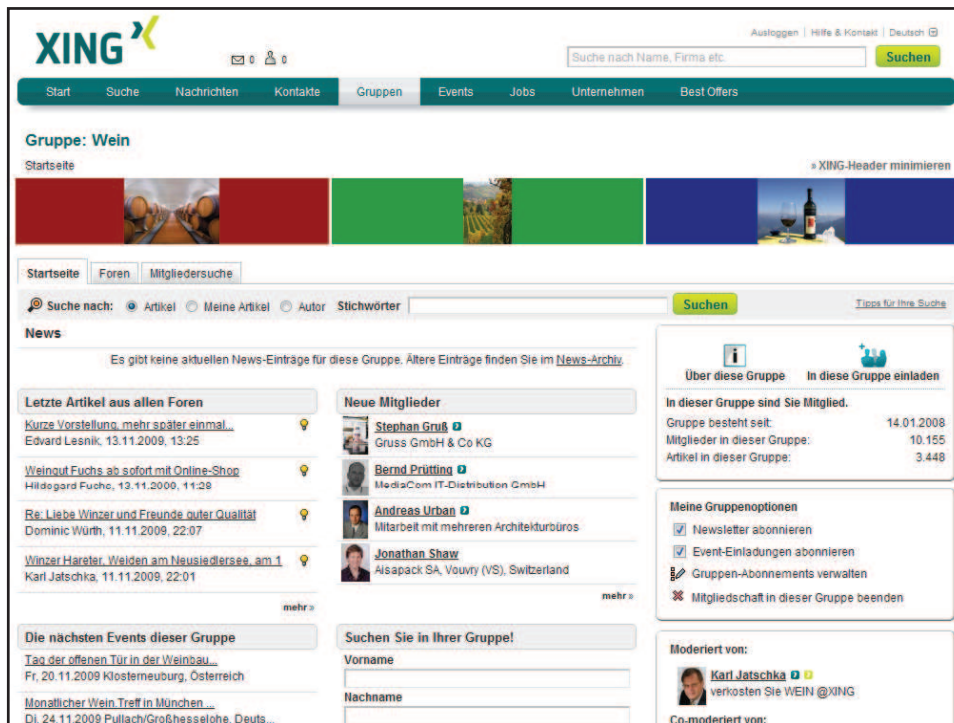 XING
0 0
Ausloggen | Hilfe & Kontakt | Deutsch
Suche nach Name, Firma etc.
Suchen
Start Suche Nachrichten Kontakte Gruppen Events Jobs Unternehmen Best Offers
Gruppe: Wein
Startseite
» XING-Header minimieren
Startseite Foren Mitgliedersuche
Suche nach: Artikel Meine Artikel Autor Stichwörter Suchen Tipps für Ihre Suche
News
Es gibt keine aktuellen News-Einträge für diese Gruppe. Ältere Einträge finden Sie im News-Archiv.
Letzte Artikel aus allen Foren
Kurze Vorstellung, mehr später einmal...
Edvard Lesnik, 13.11.2009, 13:25
Weingut Fuchs ab sofort mit Online-Shop
Hildegard Fuchs, 13.11.2009, 11:29
Re: Liebe Winzer und Freunde guter Qualität
Dominic Würth, 11.11.2009, 22:07
Winzer Hareter, Weiden am Neusiedlersee, am 1
Karl Jatschka, 11.11.2009, 22:01
mehr »
Neue Mitglieder
Stephan Gruß
Gruss GmbH & Co KG
Bernd Prütting
MediaCom IT-Distribution GmbH
Andreas Urban
Mitarbeit mit mehreren Architekturbüros
Jonathan Shaw
Aisapack SA, Vouvry (VS), Switzerland
mehr »
Über diese Gruppe In diese Gruppe einladen
In dieser Gruppe sind Sie Mitglied.
Gruppe besteht seit: 14.01.2008
Mitglieder in dieser Gruppe: 10.155
Artikel in dieser Gruppe: 3.448
Meine Gruppenoptionen
Newsletter abonnieren
Event-Einladungen abonnieren
Gruppen-Abonnements verwalten
Mitgliedschaft in dieser Gruppe beenden
Die nächsten Events dieser Gruppe
Tag der offenen Tür in der Weinbau...
Fr, 20.11.2009 Klosterneuburg, Österreich
Monatlicher Wein.Treff in München ...
Di, 24.11.2009 Pullach/Großhesselohe, Deuts...
Suchen Sie in Ihrer Gruppe!
Vorname
Nachname
Moderiert von:
Karl Jatschka
verkosten Sie WEIN @XING
Co-moderiert von: